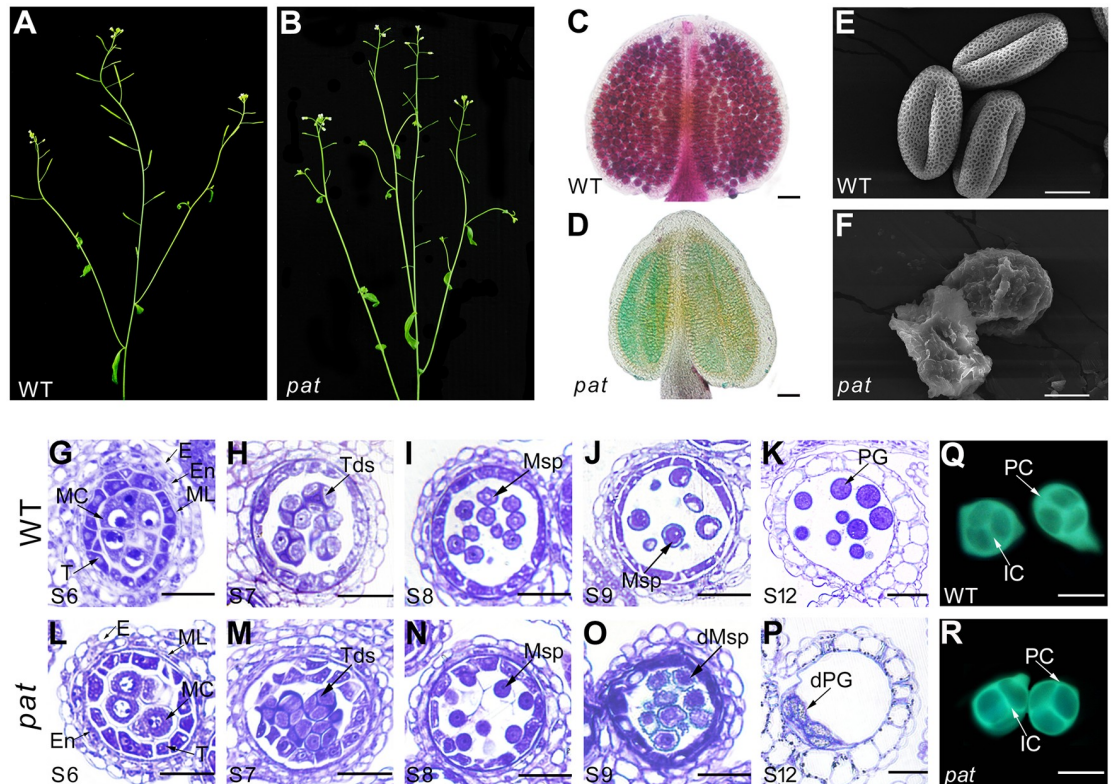 A
WT
B
pat
C
WT
D
pat
E
WT
F
pat
WT
G
E
En
ML
MC
T
S6
H
Tds
S7
I
Msp
S8
J
Msp
S9
K
PG
S12
Q
PC
IC
WT
pat
L
E
ML
MC
En
T
S6
M
Tds
S7
N
Msp
S8
O
dMsp
S9
P
dPG
S12
R
PC
IC
pat